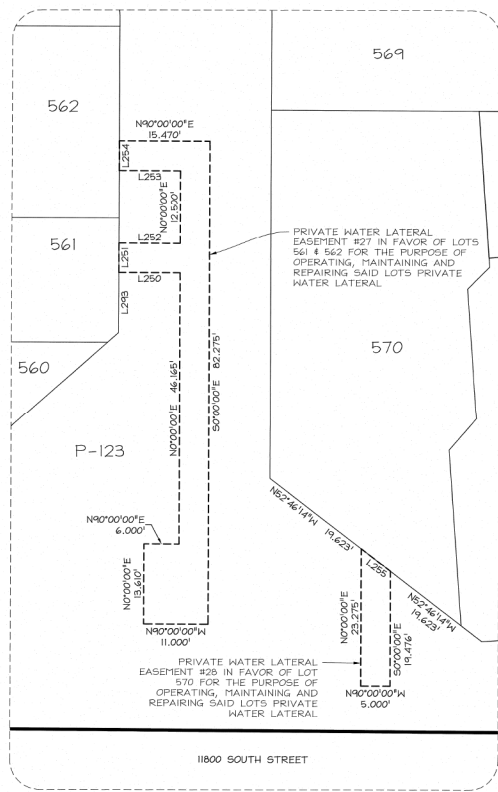 569
562
N90°00'00"E
15.470'
L254
L253
N0°00'00"E
12.500'
L252
L251
561
L250
L293
PRIVATE WATER LATERAL
EASEMENT #27 IN FAVOR OF LOTS
561 & 562 FOR THE PURPOSE OF
OPERATING, MAINTAINING AND
REPAIRING SAID LOTS PRIVATE
WATER LATERAL
570
560
N0°00'00"E 46.165'
S0°00'00"E 82.275'
P-123
N90°00'00"E
6.000'
N0°00'00"E
13.610'
N90°00'00"W
11.000'
N52°46'14"W
19.623'
L255
N52°46'14"W
19.623'
N0°00'00"E
23.275'
S0°00'00"E
19.476'
N90°00'00"W
5.000'
PRIVATE WATER LATERAL
EASEMENT #28 IN FAVOR OF LOT
570 FOR THE PURPOSE OF
OPERATING, MAINTAINING AND
REPAIRING SAID LOTS PRIVATE
WATER LATERAL
11800 SOUTH STREET